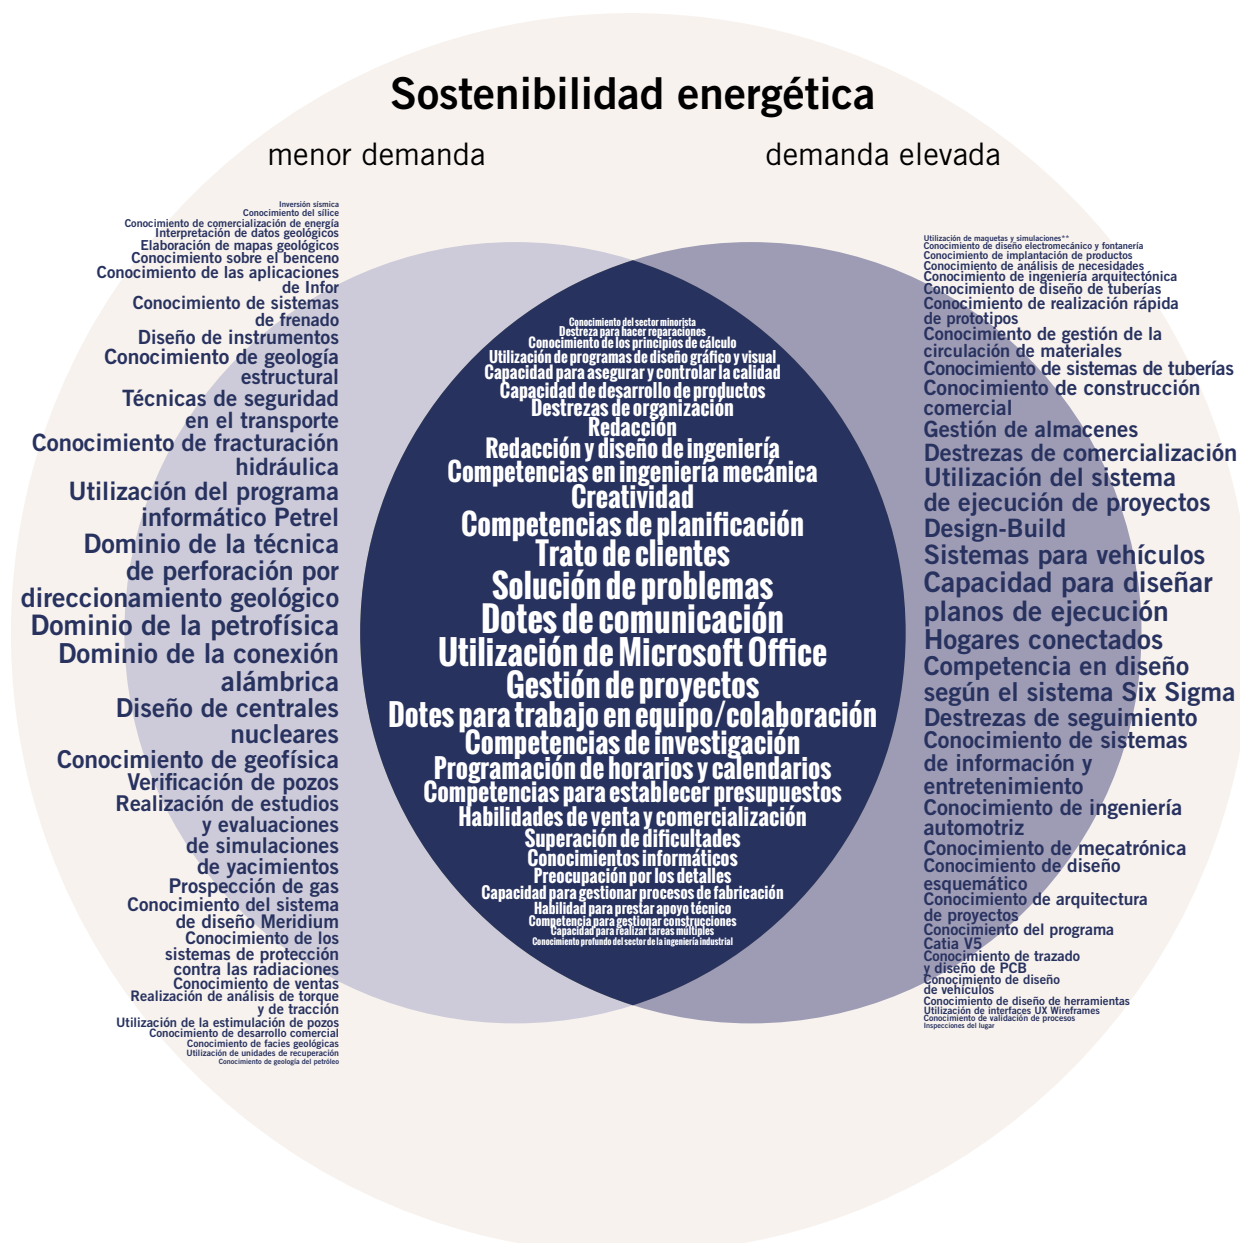 Sostenibilidad energética
menor demanda
demanda elevada
Inversión sísmica
Conocimiento del sílice
Conocimiento de comercialización de energía
Interpretación de datos geológicos
Elaboración de mapas geológicos
Conocimiento sobre el benceno
Conocimiento de las aplicaciones
de Infor
Conocimiento de sistemas
de frenado
Diseño de instrumentos
Conocimiento de geología
estructural
Técnicas de seguridad
en el transporte
Conocimiento de fracturación
hidráulica
Utilización del programa
informático Petrel
Dominio de la técnica
de perforación por
direccionamiento geológico
Dominio de la petrofísica
Dominio de la conexión
alámbrica
Diseño de centrales
nucleares
Conocimiento de geofísica
Verificación de pozos
Realización de estudios
y evaluaciones
de simulaciones
de yacimientos
Prospección de gas
Conocimiento del sistema
de diseño Meridium
Conocimiento de los
sistemas de protección
contra las radiaciones
Conocimiento de ventas
Realización de análisis de torque
y de tracción
Utilización de la estimulación de pozos
Conocimiento de desarrollo comercial
Conocimiento de facies geológicas
Utilización de unidades de recuperación
Conocimiento de geología del petróleo
Conocimiento del sector minorista
Destreza para hacer reparaciones
Conocimiento de los principios de cálculo
Utilización de programas de diseño gráfico y visual
Capacidad para asegurar y controlar la calidad
Capacidad de desarrollo de productos
Destrezas de organización
Redacción
Redacción y diseño de ingeniería
Competencias en ingeniería mecánica
Creatividad
Competencias de planificación
Trato de clientes
Solución de problemas
Dotes de comunicación
Utilización de Microsoft Office
Gestión de proyectos
Dotes para trabajo en equipo/colaboración
Competencias de investigación
Programación de horarios y calendarios
Competencias para establecer presupuestos
Habilidades de venta y comercialización
Superación de dificultades
Conocimientos informáticos
Preocupación por los detalles
Capacidad para gestionar procesos de fabricación
Habilidad para prestar apoyo técnico
Competencia para gestionar construcciones
Capacidad para realizar tareas múltiples
Conocimiento profundo del sector de la ingeniería industrial
Utilización de maquetas y simulaciones**
Conocimiento de diseño electromecánico y fontanería
Conocimiento de implantación de productos
Conocimiento de análisis de necesidades
Conocimiento de ingeniería arquitectónica
Conocimiento de diseño de tuberías
Conocimiento de realización rápida
de prototipos
Conocimiento de gestión de la
circulación de materiales
Conocimiento de sistemas de tuberías
Conocimiento de construcción
comercial
Gestión de almacenes
Destrezas de comercialización
Utilización del sistema
de ejecución de proyectos
Design-Build
Sistemas para vehículos
Capacidad para diseñar
planos de ejecución
Hogares conectados
Competencia en diseño
según el sistema Six Sigma
Destrezas de seguimiento
Conocimiento de sistemas
de información y
entretenimiento
Conocimiento de ingeniería
automotriz
Conocimiento de mecatrónica
Conocimiento de diseño
esquemático
Conocimiento de arquitectura
de proyectos
Conocimiento del programa
Catia V5
Conocimiento de trazado
y diseño de PCB
Conocimiento de diseño
de vehículos
Conocimiento de diseño de herramientas
Utilización de interfaces UX Wireframes
Conocimiento de validación de procesos
Inspecciones del lugar